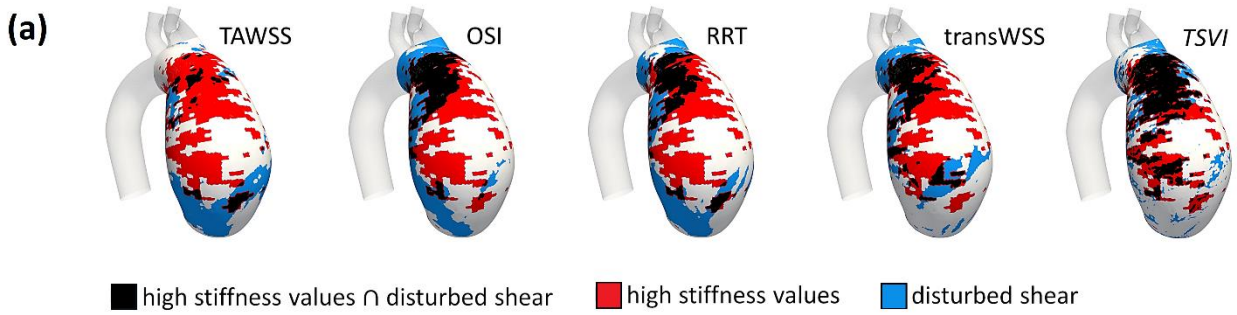 (a)
TAWSS OSI RRT transWSS TSVI
high stiffness values ∩ disturbed shear high stiffness values disturbed shear